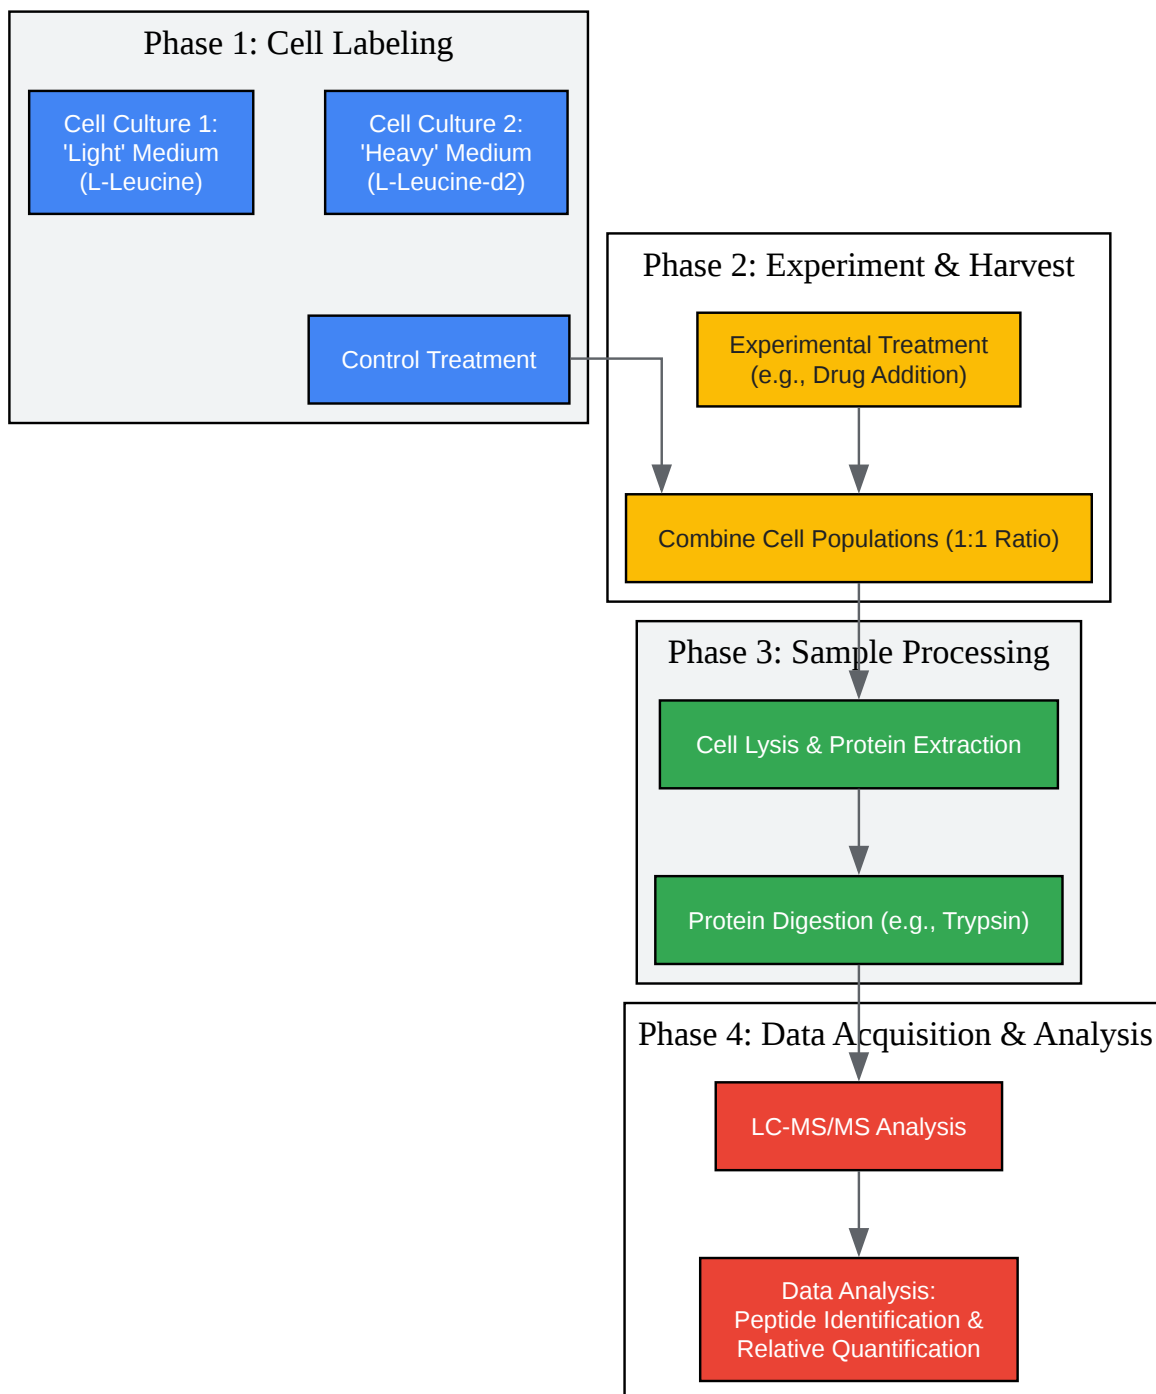 Phase 1: Cell Labeling
Cell Culture 1:
'Light' Medium
(L-Leucine)
Cell Culture 2:
'Heavy' Medium
(L-Leucine-d2)
Control Treatment
Phase 2: Experiment & Harvest
Experimental Treatment
(e.g., Drug Addition)
Combine Cell Populations (1:1 Ratio)
Phase 3: Sample Processing
Cell Lysis & Protein Extraction
Protein Digestion (e.g., Trypsin)
Phase 4: Data Acquisition & Analysis
LC-MS/MS Analysis
Data Analysis:
Peptide Identification &
Relative Quantification